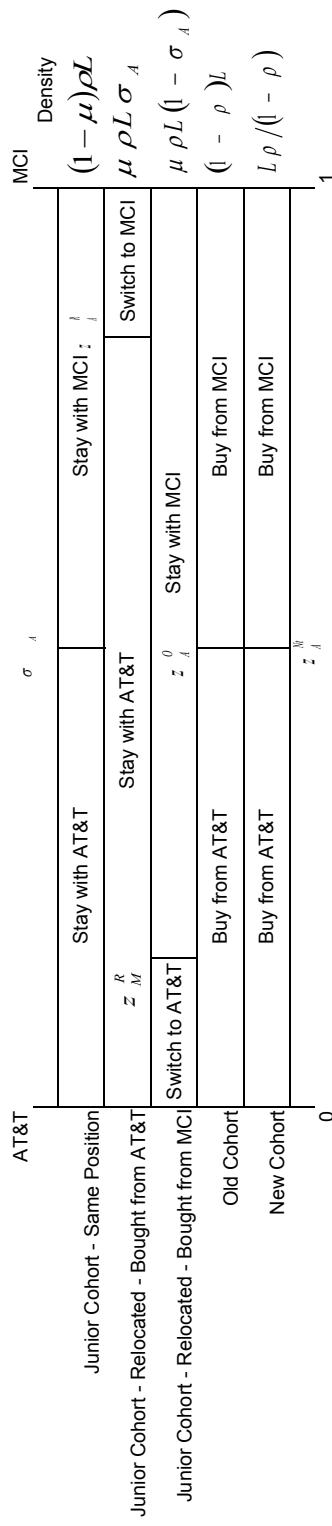 AT&T MCI Density
σ A
Junior Cohort - Same Position Stay with AT&T Stay with MCI (1 − μ)ρL
z R A
Junior Cohort - Relocated - Bought from AT&T Stay with AT&T Switch to MCI μ ρL σ A
z R M
Junior Cohort - Relocated - Bought from MCI Switch to AT&T Stay with MCI μ ρL (1 − σ A )
z O A
Old Cohort Buy from AT&T Buy from MCI (1 - ρ )L
New Cohort Buy from AT&T Buy from MCI L ρ /(1 - ρ )
0 1
z A